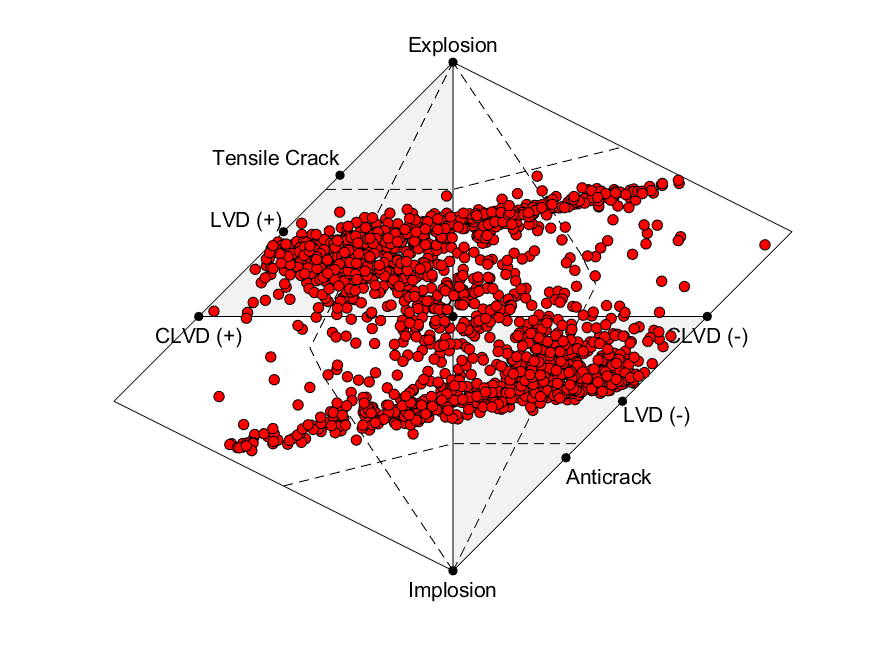 Explosion
Tensile Crack
LVD (+)
CLVD (+)
CLVD (-)
LVD (-)
Anticrack
Implosion